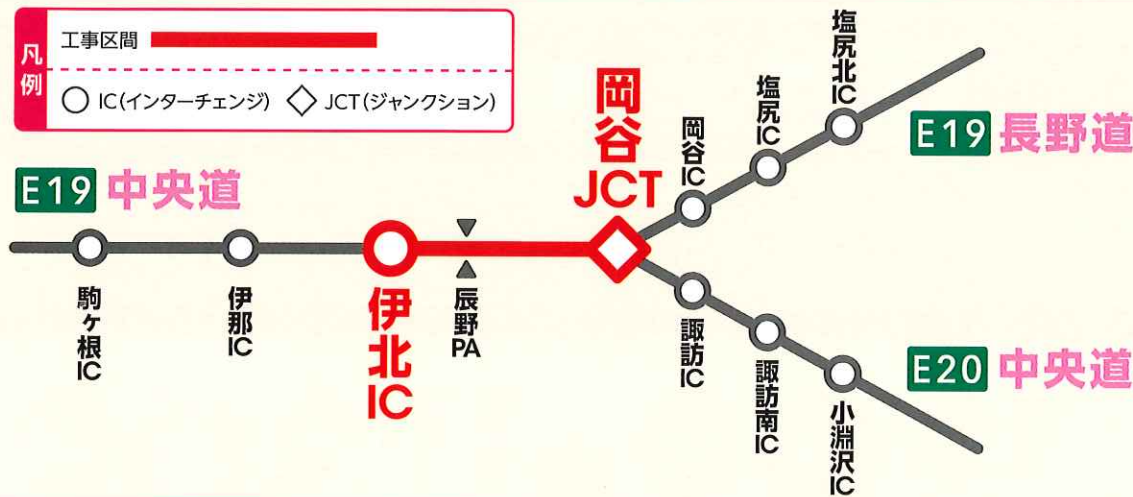 凡例
工事区間
IC(インターチェンジ) JCT(ジャンクション)
E19 中央道
駒ヶ根IC
伊那IC
伊北IC
辰野PA
岡谷JCT
岡谷IC
塩尻IC
塩尻北IC
E19 長野道
諏訪IC
諏訪南IC
小淵沢IC
E20 中央道